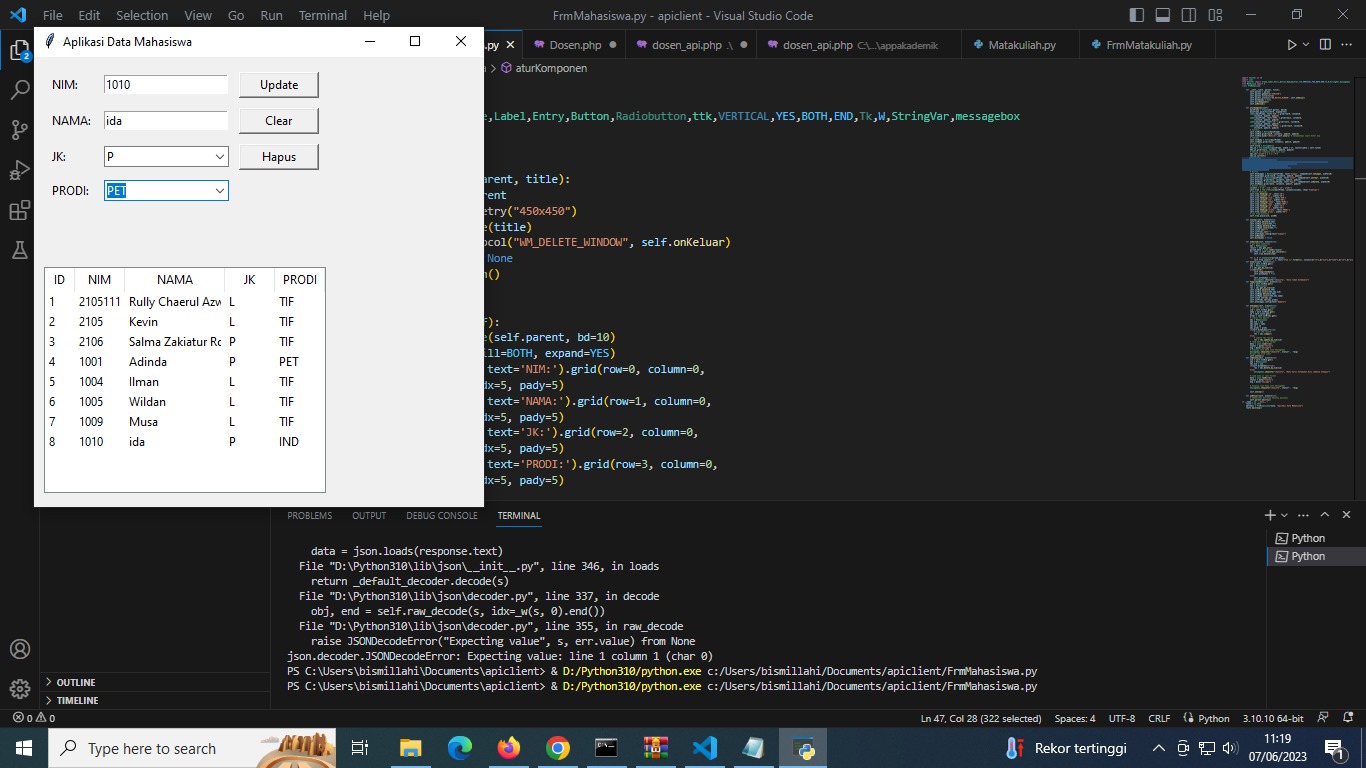 File Edit Selection View Go Run Terminal Help
FrmMahasiswa.py - apiclient - Visual Studio Code
Aplikasi Data Mahasiswa
.py
Dosen.php
dosen_api.php .\
dosen_api.php C:\...\appakademik
Matakuliah.py
FrmMatakuliah.py
aturKomponen
NIM: 1010 Update
NAMA: ida Clear
JK: P Hapus
PRODI: PET
ID NIM NAMA JK PRODI
1 2105111 Rully Chaerul Azw L TIF
2 2105 Kevin L TIF
3 2106 Salma Zakiatur Ro P TIF
4 1001 Adinda P PET
5 1004 Ilman L TIF
6 1005 Wildan L TIF
7 1009 Musa L TIF
8 1010 ida P IND
e,Label,Entry,Button,Radiobutton,ttk,VERTICAL,YES,BOTH,END,Tk,W,StringVar,messagebox
arent, title):
rent
etry("450x450")
e(title)
ocol("WM_DELETE_WINDOW", self.onKeluar)
None
n()
f):
e(self.parent, bd=10)
ill=BOTH, expand=YES)
text='NIM:').grid(row=0, column=0,
dx=5, pady=5)
text='NAMA:').grid(row=1, column=0,
dx=5, pady=5)
text='JK:').grid(row=2, column=0,
dx=5, pady=5)
text='PRODI:').grid(row=3, column=0,
dx=5, pady=5)
PROBLEMS OUTPUT DEBUG CONSOLE TERMINAL
data = json.loads(response.text)
File "D:\Python310\lib\json\__init__.py", line 346, in loads
return _default_decoder.decode(s)
File "D:\Python310\lib\json\decoder.py", line 337, in decode
obj, end = self.raw_decode(s, idx=_w(s, 0).end())
File "D:\Python310\lib\json\decoder.py", line 355, in raw_decode
raise JSONDecodeError("Expecting value", s, err.value) from None
json.decoder.JSONDecodeError: Expecting value: line 1 column 1 (char 0)
PS C:\Users\bismillahi\Documents\apiclient> & D:/Python310/python.exe c:/Users/bismillahi/Documents/apiclient/FrmMahasiswa.py
PS C:\Users\bismillahi\Documents\apiclient> & D:/Python310/python.exe c:/Users/bismillahi/Documents/apiclient/FrmMahasiswa.py
Python
Python
2
OUTLINE
TIMELINE
0 0
Ln 47, Col 28 (322 selected) Spaces: 4 UTF-8 CRLF Python 3.10.10 64-bit
Type here to search
Rekor tertinggi
11:19
07/06/2023
1